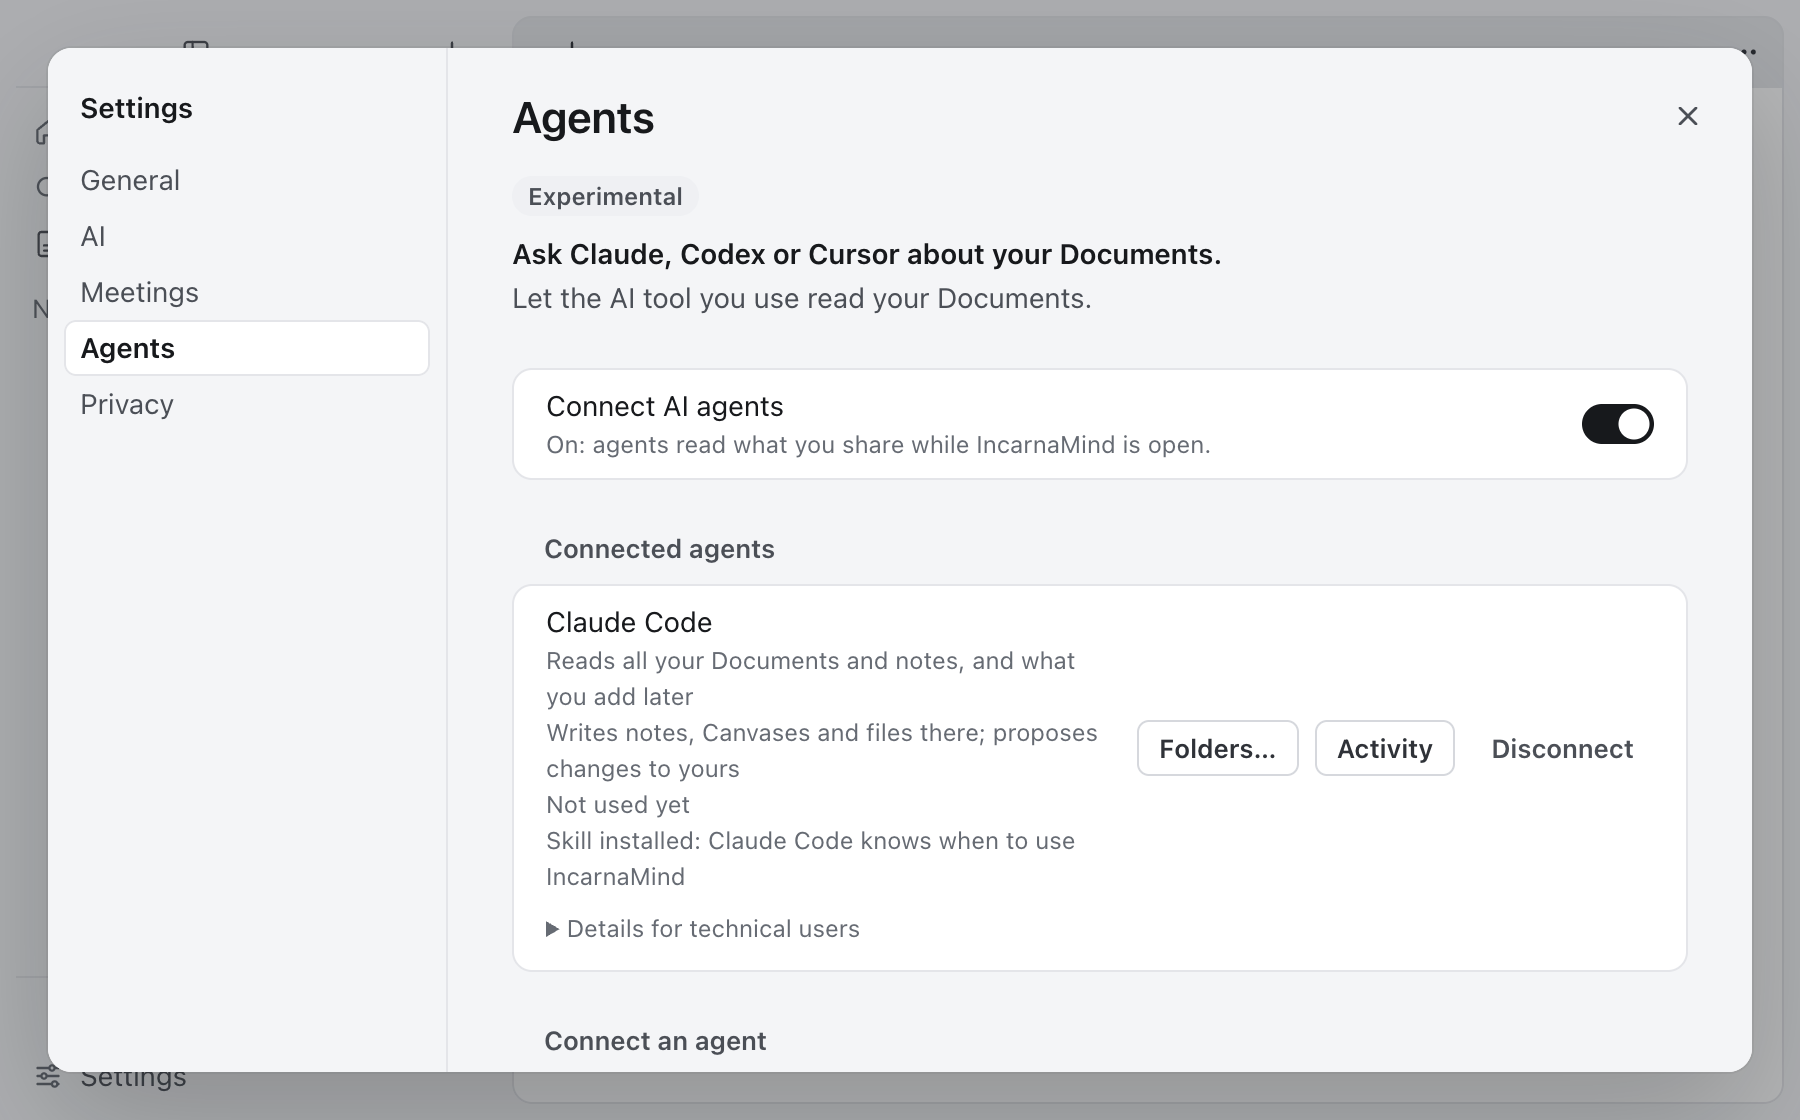 Settings
General
AI
Meetings
Agents
Privacy
Agents
Experimental
Ask Claude, Codex or Cursor about your Documents.
Let the AI tool you use read your Documents.
Connect AI agents
On: agents read what you share while IncarnaMind is open.
Connected agents
Claude Code
Reads all your Documents and notes, and what
you add later
Writes notes, Canvases and files there; proposes
changes to yours
Not used yet
Skill installed: Claude Code knows when to use
IncarnaMind
Details for technical users
Folders...
Activity
Disconnect
Connect an agent
Settings